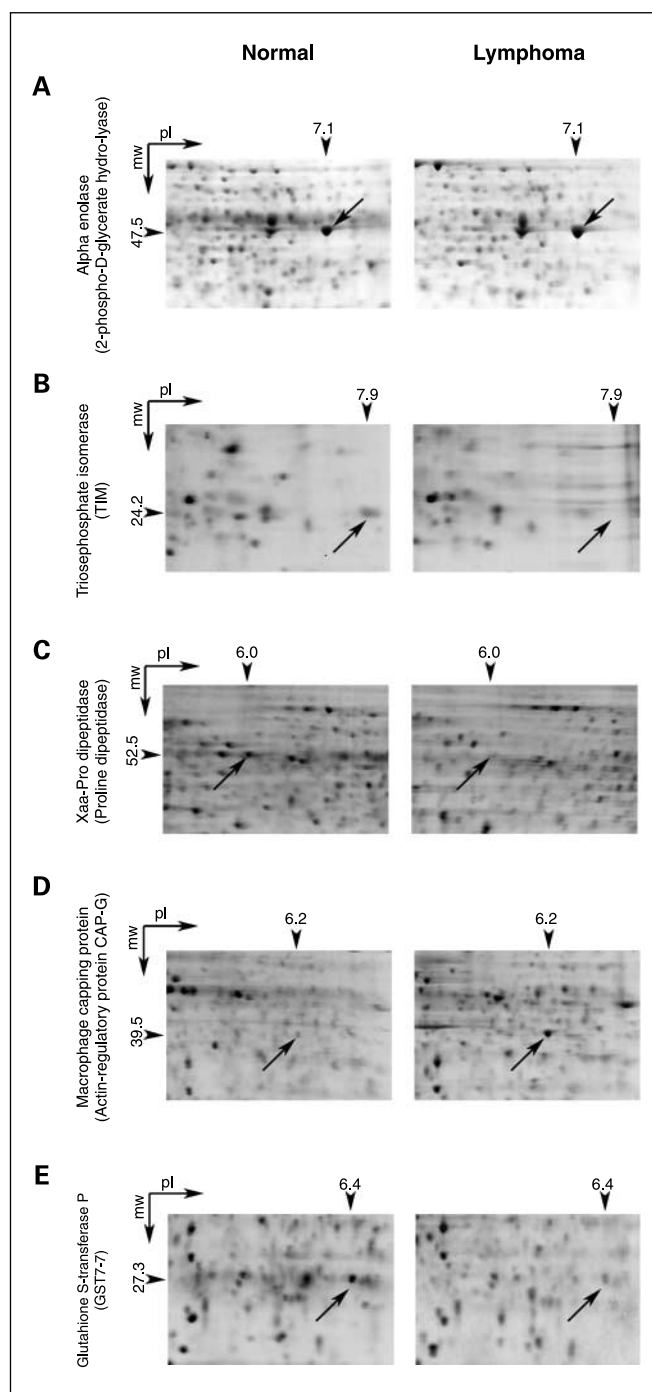 Normal
Lymphoma
A
pI
mw
7.1
7.1
47.5
Alpha enolase
(2-phospho-D-glycerate hydro-lyase)
B
pI
mw
7.9
7.9
24.2
Triosephosphate isomerase
(TIM)
C
pI
mw
6.0
6.0
52.5
Xaa-Pro dipeptidase
(Proline dipeptidase)
D
pI
mw
6.2
6.2
39.5
Macrophage capping protein
(Actin-regulatory protein CAP-G)
E
pI
mw
6.4
6.4
27.3
Glutahione S-transferase P
(GST7-7)